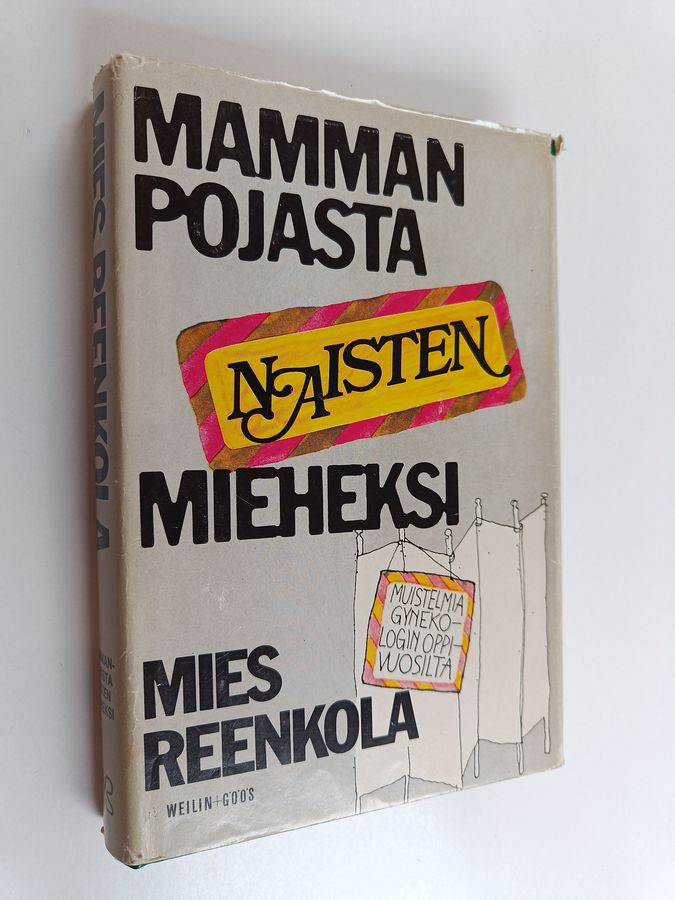 MAMMAN
POJASTA
NAISTEN
MIEHEKSI
MUISTELMIA
GYNEKO-
LOGIN OPPI-
VUOSILTA
MIES
REENKOLA
WEILIN+GÖÖS
MIES REENKOLA